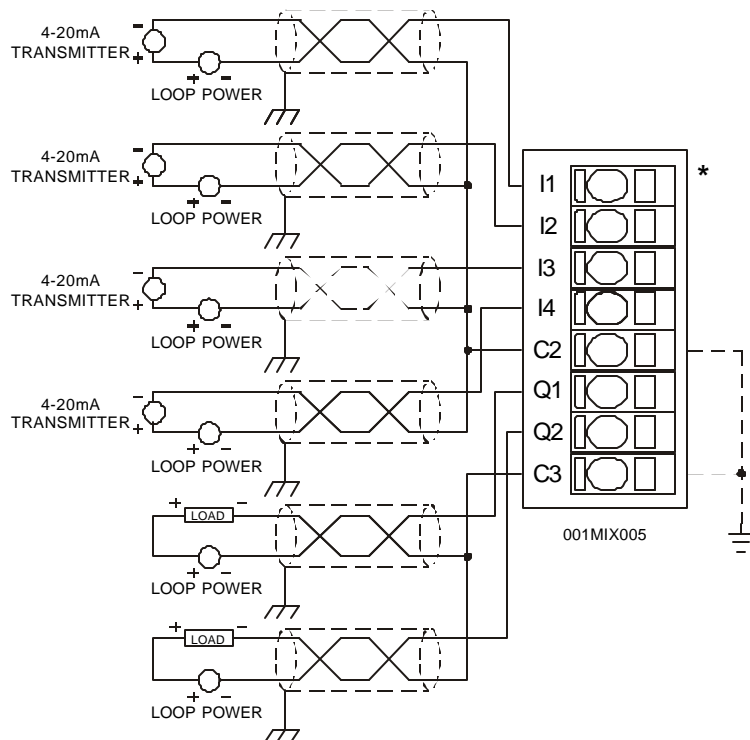 4-20mA
TRANSMITTER
-
+
+ -
LOOP POWER
4-20mA
TRANSMITTER
-
+
+ -
LOOP POWER
4-20mA
TRANSMITTER
-
+
+ -
LOOP POWER
4-20mA
TRANSMITTER
-
+
+ -
LOOP POWER
+ LOAD -
+ -
LOOP POWER
+ LOAD -
+ -
LOOP POWER
*
I1
I2
I3
I4
C2
Q1
Q2
C3
001MIX005